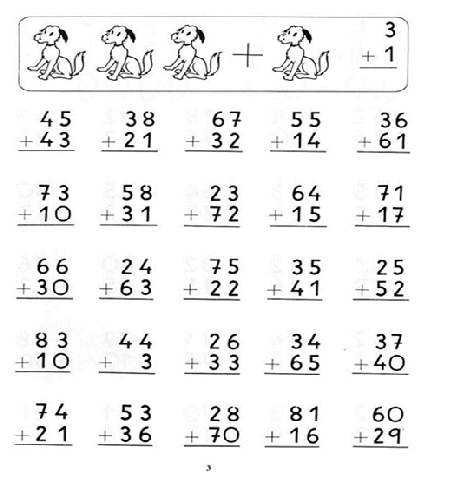 3
+ 1
45 38 67 55 36
+43 +21 +32 +14 +61
73 58 23 64 71
+10 +31 +72 +15 +17
66 24 75 35 25
+30 +63 +22 +41 +52
83 44 26 34 37
+10 + 3 +33 +65 +40
74 53 28 81 60
+21 +36 +70 +16 +29
3